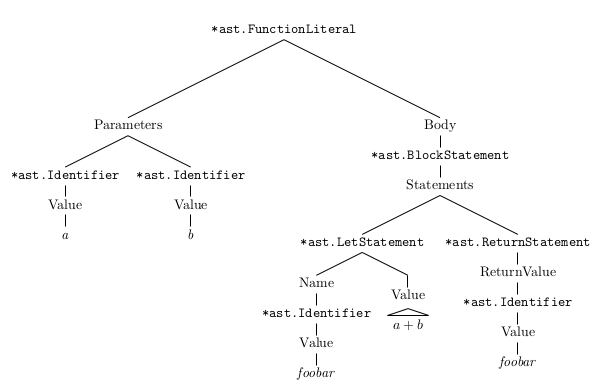 *ast.FunctionLiteral
Parameters
Body
*ast.BlockStatement
*ast.Identifier *ast.Identifier
Statements
Value Value
a b
*ast.LetStatement *ast.ReturnStatement
ReturnValue
Name
Value
*ast.Identifier
*ast.Identifier
a + b
Value
Value
foobar
foobar